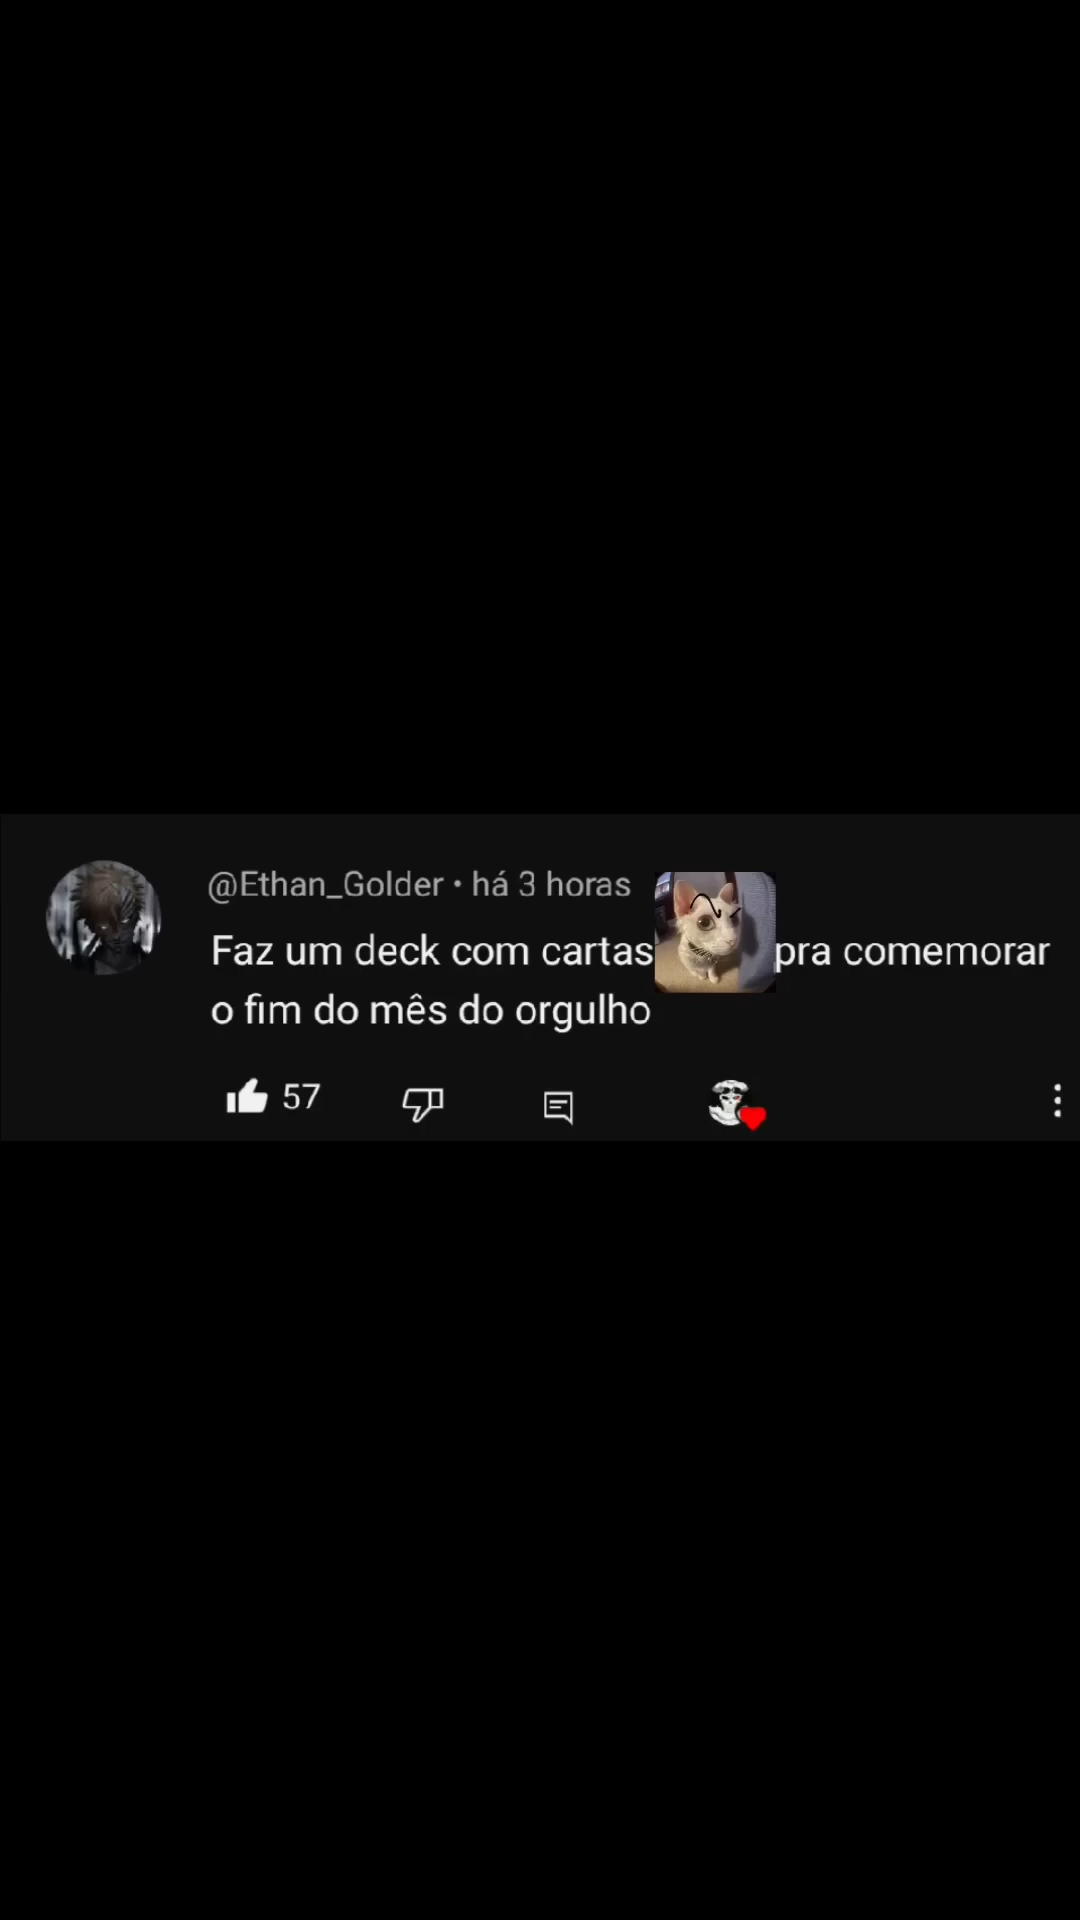 @Ethan_Golder • há 3 horas
Faz um deck com cartas pra comemorar
o fim do mês do orgulho
57